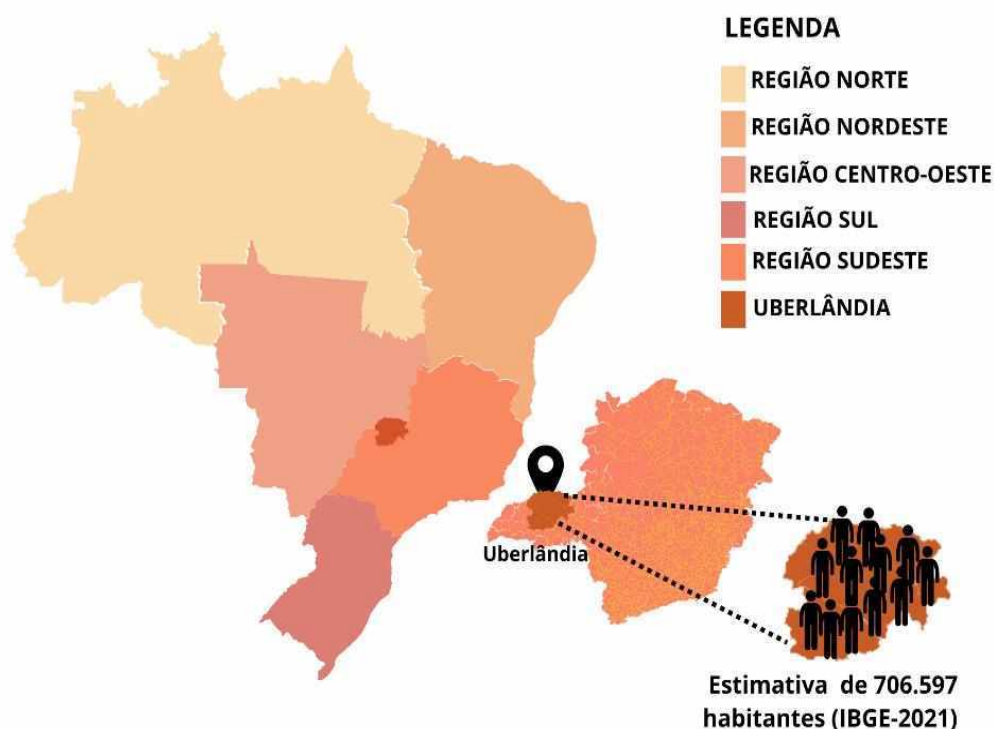 LEGENDA
REGIÃO NORTE
REGIÃO NORDESTE
REGIÃO CENTRO-OESTE
REGIÃO SUL
REGIÃO SUDESTE
UBERLÂNDIA
Uberlândia
Estimativa de 706.597
habitantes (IBGE-2021)